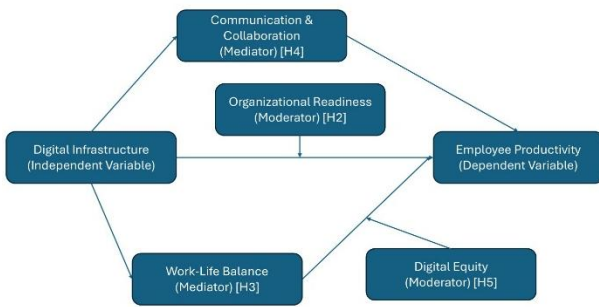 Communication &
Collaboration
(Mediator) [H4]
Organizational Readiness
(Moderator) [H2]
Digital Infrastructure
(Independent Variable)
Employee Productivity
(Dependent Variable)
Work-Life Balance
(Mediator) [H3]
Digital Equity
(Moderator) [H5]